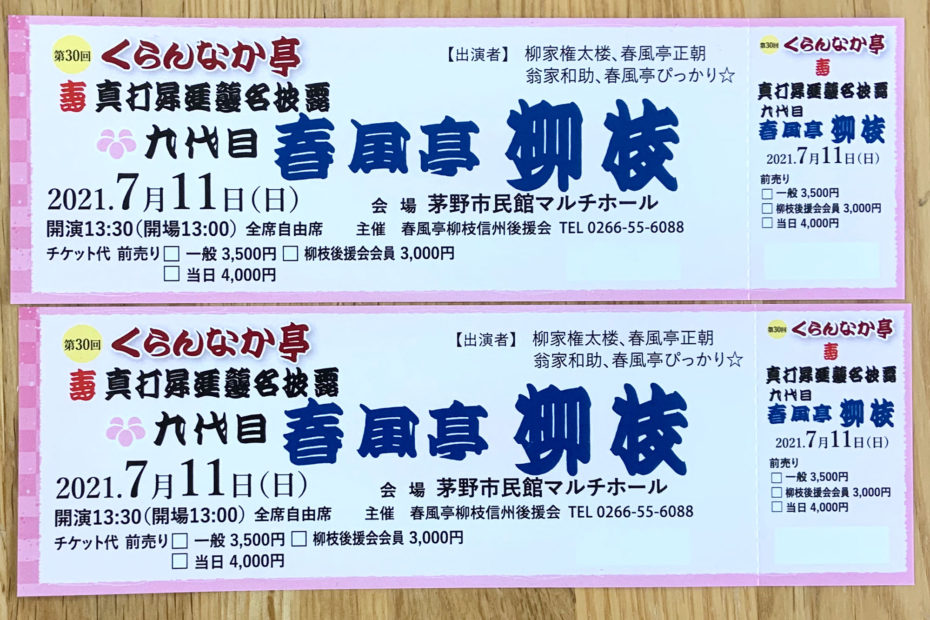 第30回 くらんなか亭
寿 真打昇進襲名披露
九代目 春風亭 柳枝
【出演者】 柳家権太楼、春風亭正朝
翁家和助、春風亭ぴっかり☆
2021.7月11日(日)
会 場 茅野市民館マルチホール
開演13:30(開場13:00) 全席自由席 主催 春風亭柳枝信州後援会 TEL 0266-55-6088
チケット代 前売り□ 一般 3,500円 □ 柳枝後援会会員 3,000円
□ 当日 4,000円
第30回 くらんなか亭
寿
真打昇進襲名披露
九代目
春風亭 柳枝
2021.7月11日(日)
前売り
□ 一般 3,500円
□ 柳枝後援会会員 3,000円
□ 当日 4,000円
第30回 くらんなか亭
寿 真打昇進襲名披露
九代目 春風亭 柳枝
【出演者】 柳家権太楼、春風亭正朝
翁家和助、春風亭ぴっかり☆
2021.7月11日(日)
会 場 茅野市民館マルチホール
開演13:30(開場13:00) 全席自由席 主催 春風亭柳枝信州後援会 TEL 0266-55-6088
チケット代 前売り□ 一般 3,500円 □ 柳枝後援会会員 3,000円
□ 当日 4,000円
第30回 くらんなか亭
寿
真打昇進襲名披露
九代目
春風亭 柳枝
2021.7月11日(日)
前売り
□ 一般 3,500円
□ 柳枝後援会会員 3,000円
□ 当日 4,000円